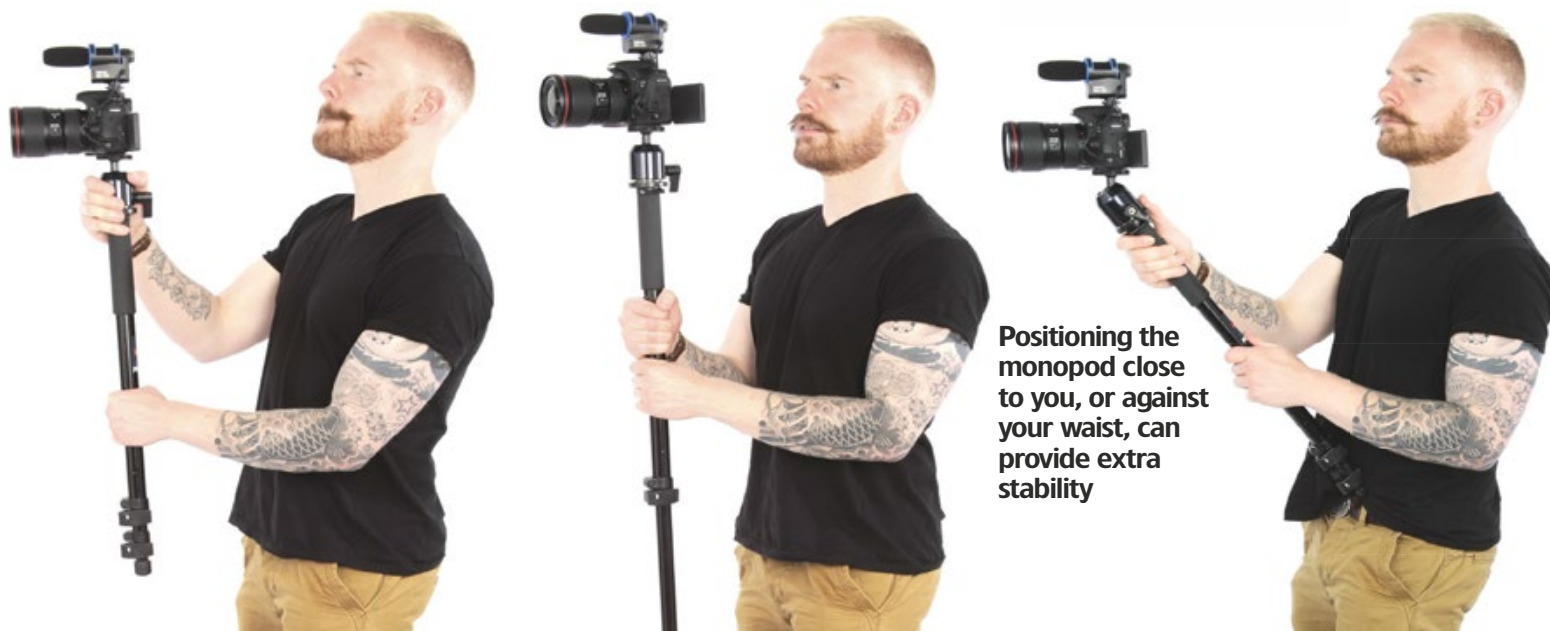 Positioning the
monopod close
to you, or against
your waist, can
provide extra
stability